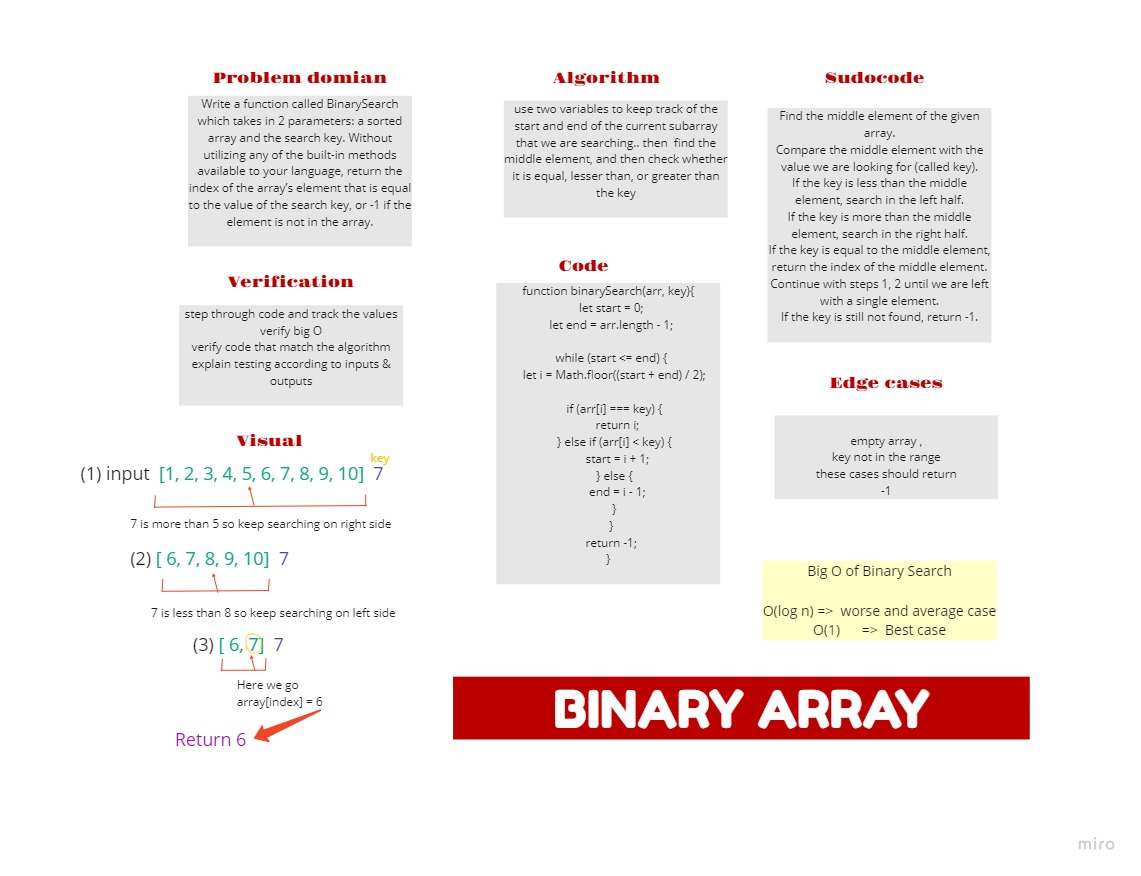 Problem domian
Write a function called BinarySearch
which takes in 2 parameters: a sorted
array and the search key. Without
utilizing any of the built-in methods
available to your language, return the
index of the array's element that is equal
to the value of the search key, or -1 if the
element is not in the array.
Verification
step through code and track the values
verify big O
verify code that match the algorithm
explain testing according to inputs &
outputs
Visual
key
(1) input [1, 2, 3, 4, 5, 6, 7, 8, 9, 10] 7
7 is more than 5 so keep searching on right side
(2) [ 6, 7, 8, 9, 10] 7
7 is less than 8 so keep searching on left side
(3) [ 6, 7] 7
Here we go
array[index] = 6
Return 6
Algorithm
use two variables to keep track of the
start and end of the current subarray
that we are searching.. then find the
middle element, and then check whether
it is equal, lesser than, or greater than
the key
Code
function binarySearch(arr, key){
let start = 0;
let end = arr.length - 1;
while (start <= end) {
let i = Math.floor((start + end) / 2);
if (arr[i] === key) {
return i;
} else if (arr[i] < key) {
start = i + 1;
} else {
end = i - 1;
}
}
return -1;
}
Sudocode
Find the middle element of the given
array.
Compare the middle element with the
value we are looking for (called key).
If the key is less than the middle
element, search in the left half.
If the key is more than the middle
element, search in the right half.
If the key is equal to the middle element,
return the index of the middle element.
Continue with steps 1, 2 until we are left
with a single element.
If the key is still not found, return -1.
Edge cases
empty array ,
key not in the range
these cases should return
-1
Big O of Binary Search
O(log n) => worse and average case
O(1) => Best case
BINARY ARRAY
miro